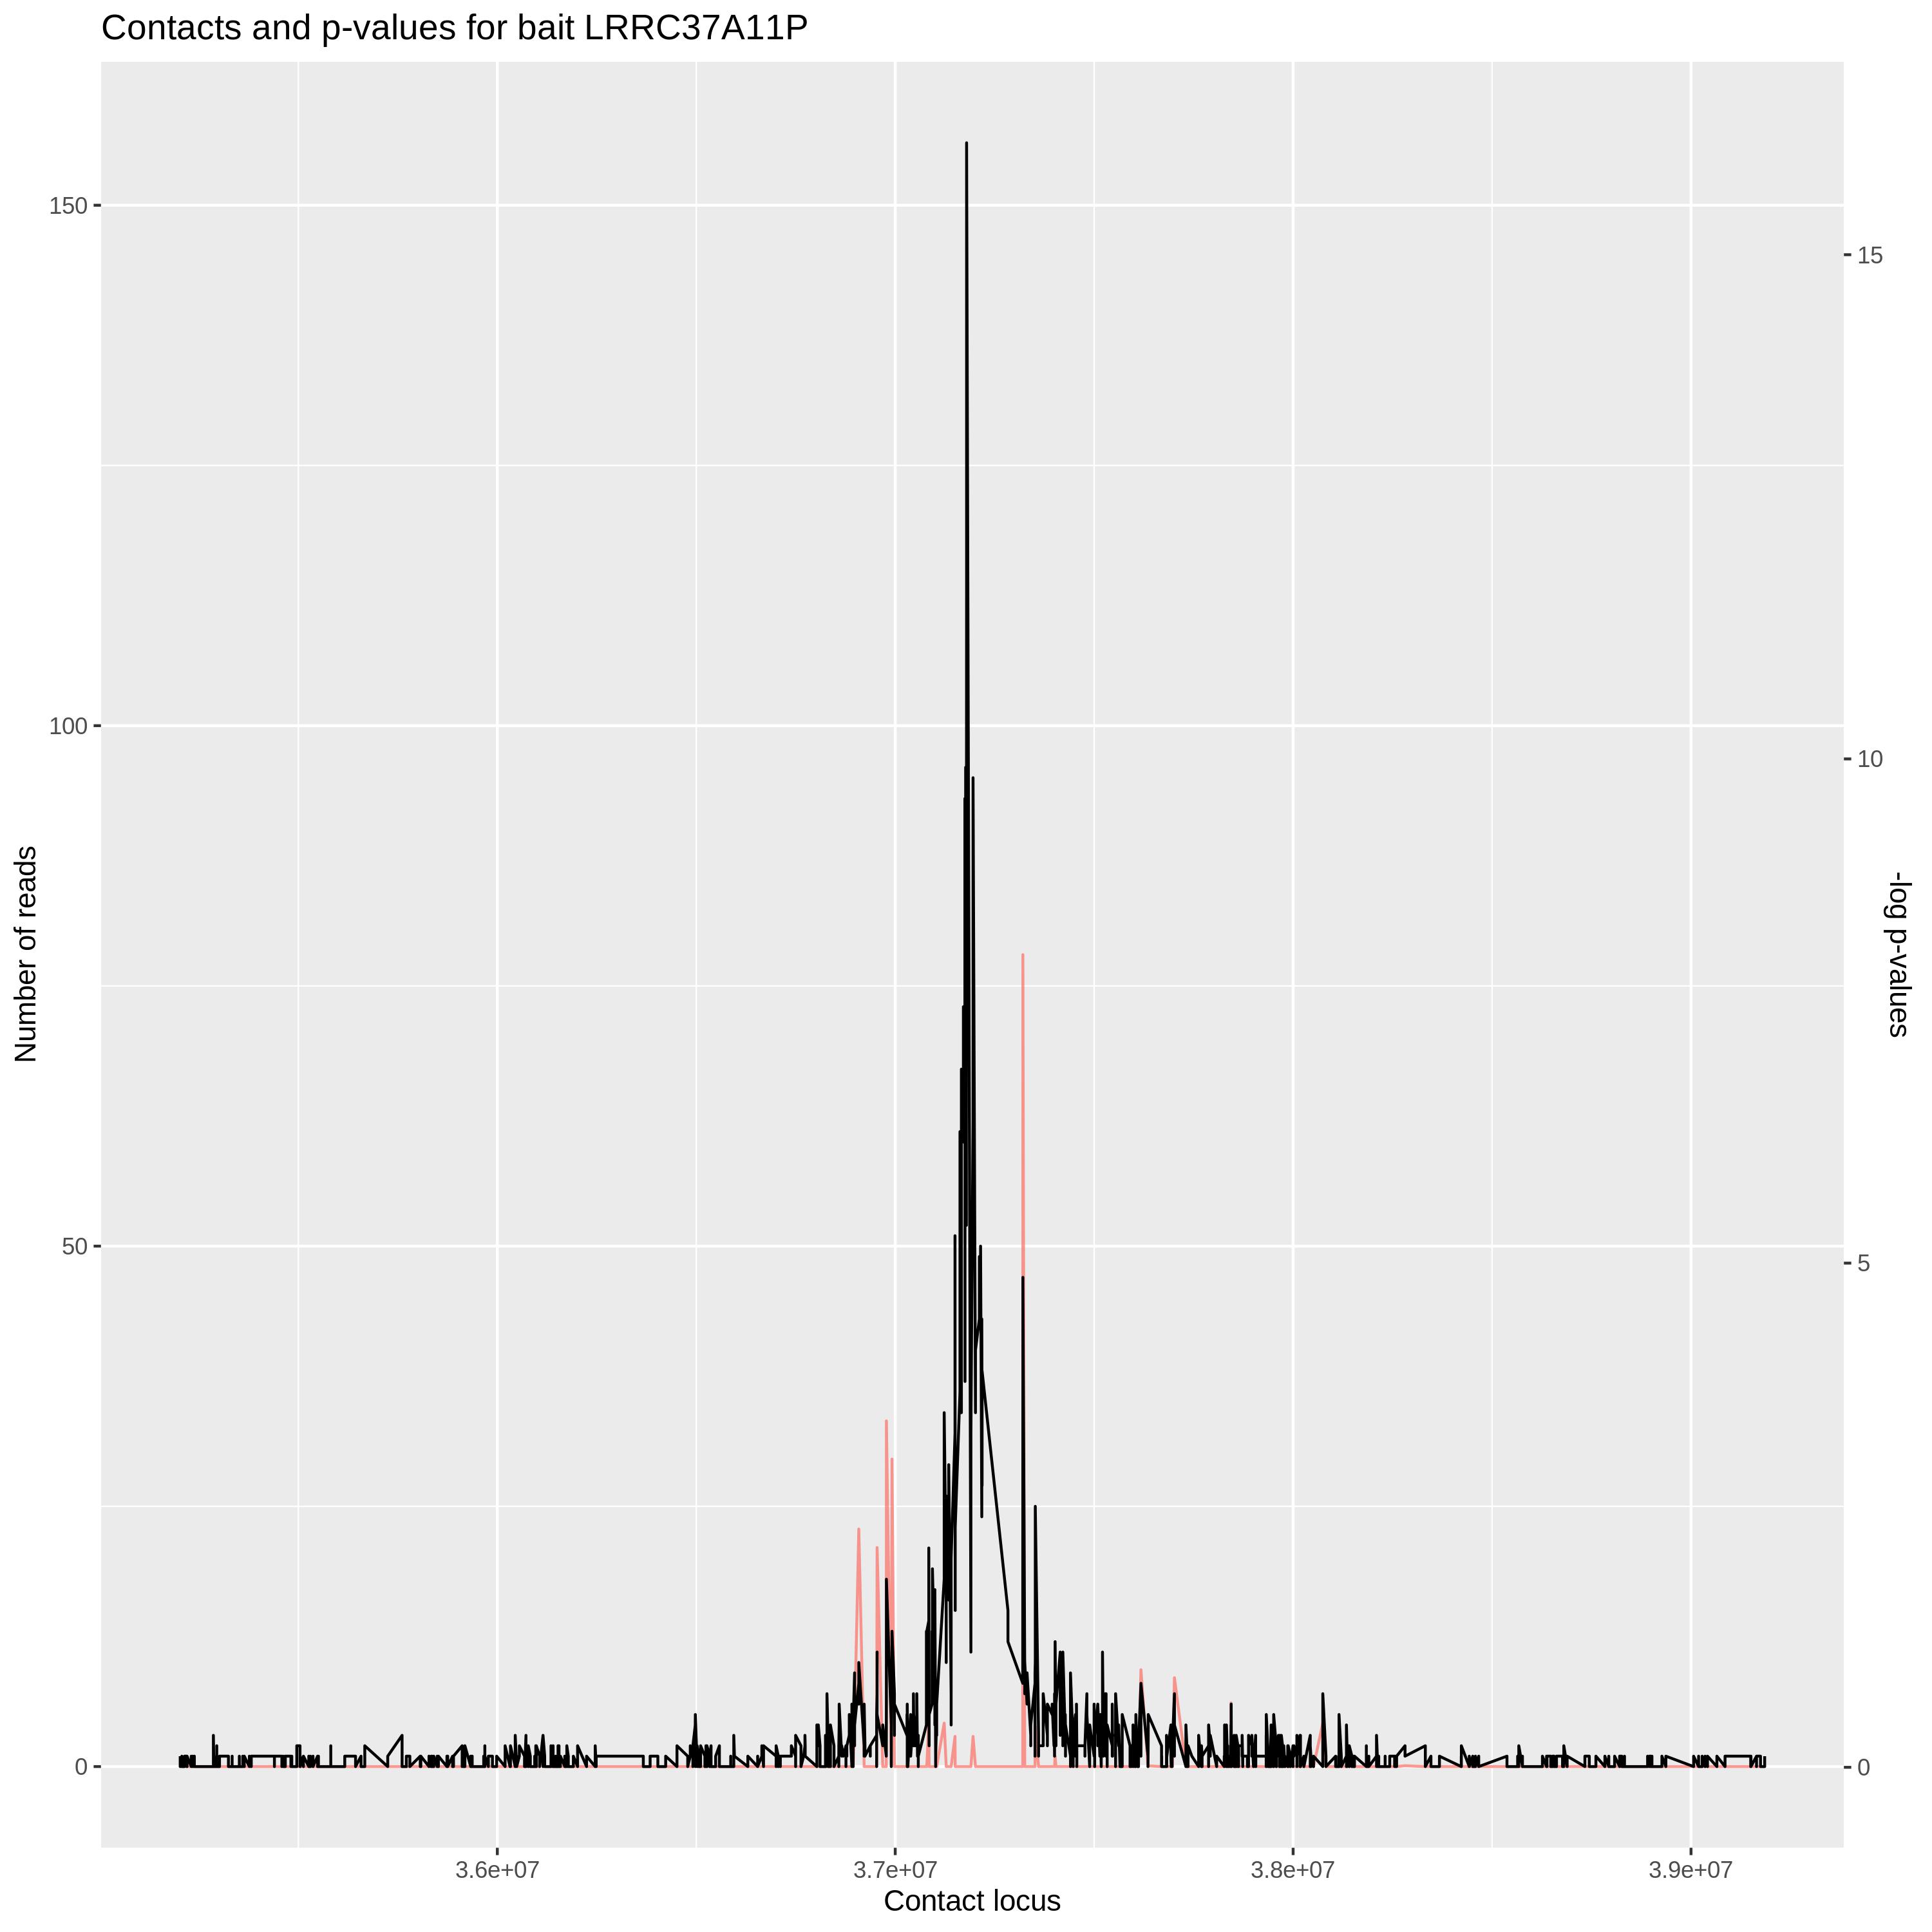 Contacts and p-values for bait LRRC37A11P
150
100
50
0
Number of reads
15
10
5
0
-log p-values
3.6e+07
3.7e+07
3.8e+07
3.9e+07
Contact locus